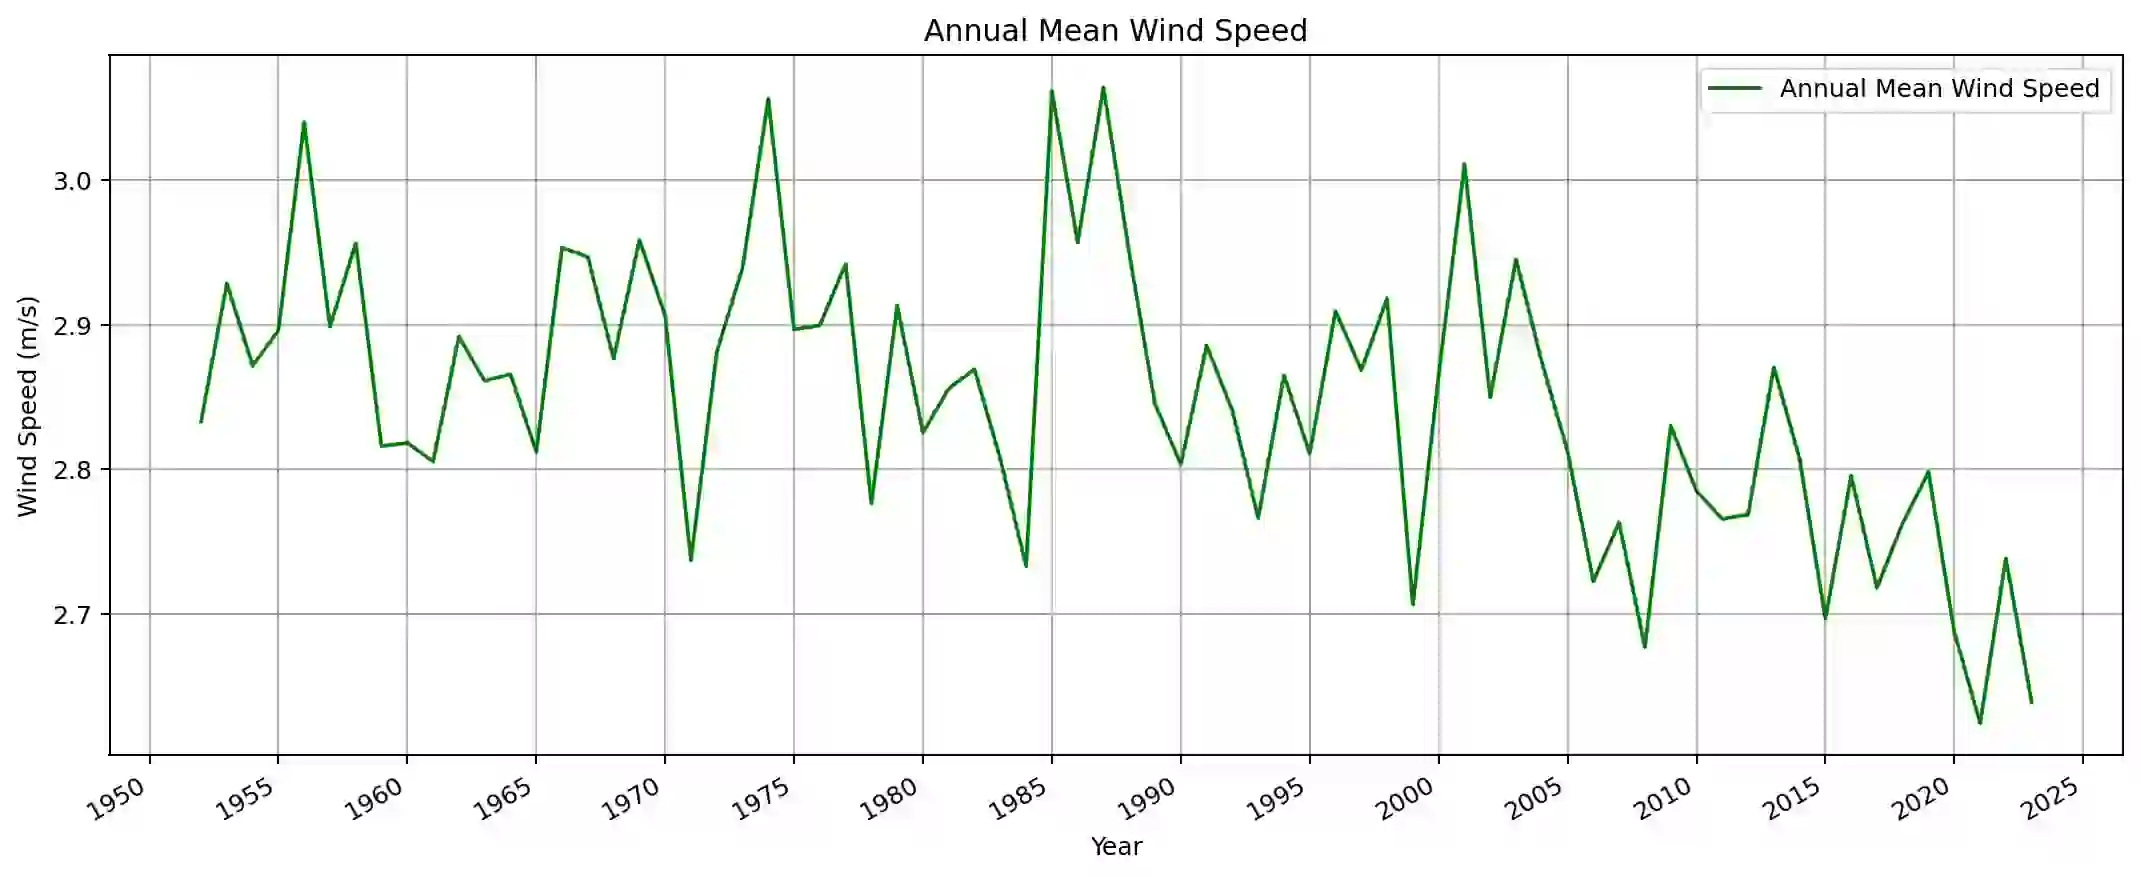 Annual Mean Wind Speed
Annual Mean Wind Speed
Wind Speed (m/s)
3.0
2.9
2.8
2.7
1950 1955 1960 1965 1970 1975 1980 1985 1990 1995 2000 2005 2010 2015 2020 2025
Year